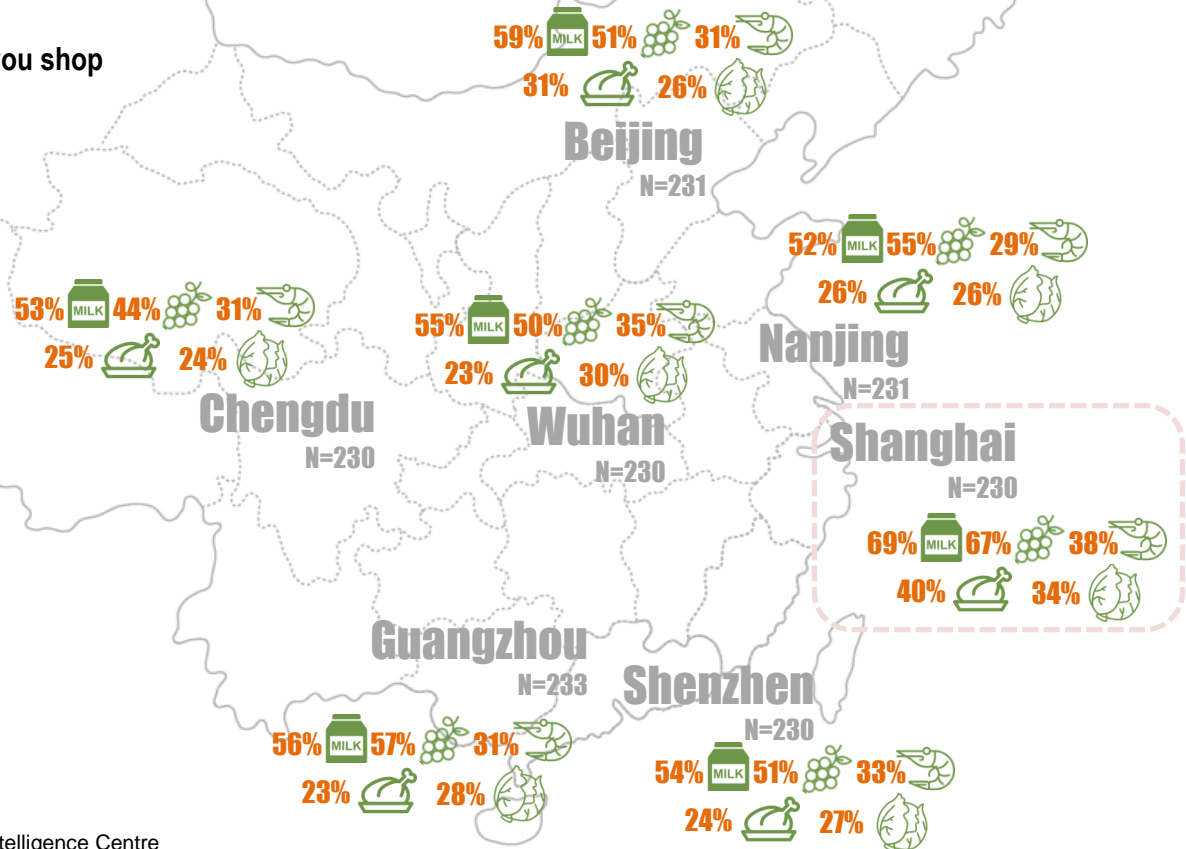 ou shop
59% MILK 51% 31%
31% 26%
Beijing
N=231
52% MILK 55% 29%
26% 26%
Nanjing
N=231
53% MILK 44% 31%
25% 24%
Chengdu
N=230
55% MILK 50% 35%
23% 30%
Wuhan
N=230
Shanghai
N=230
69% MILK 67% 38%
40% 34%
Guangzhou
N=233
56% MILK 57% 31%
23% 28%
Shenzhen
N=230
54% MILK 51% 33%
24% 27%
telligence Centre